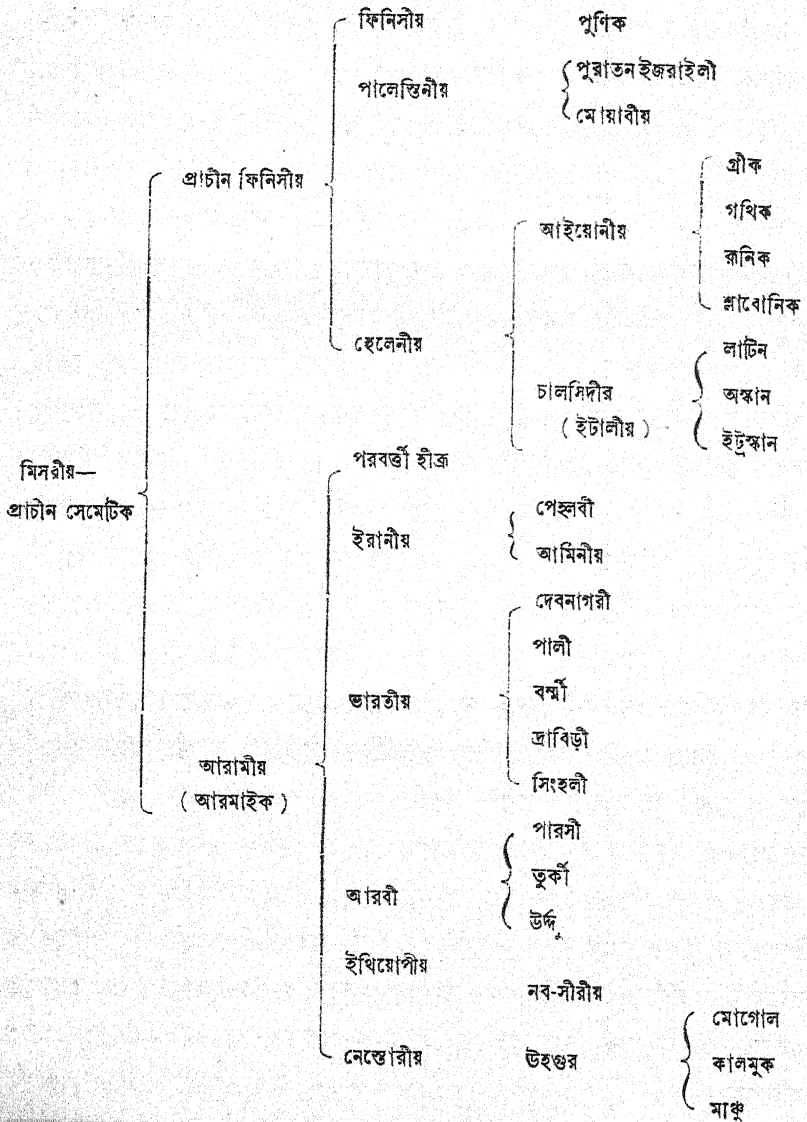 ফিনিসীয় পুণিক
পালেস্তিনীয় পুরাতন ইজরাইলী
মোয়াবীয়
প্রাচীন ফিনিসীয়
গ্রীক
আইয়োনীয় গথিক
রূনিক
শ্লাবোনিক
হেলেনীয়
লাটিন
চালসিদীর অস্কান
( ইটালীয় ) ইট্রস্কান
মিসরীয়—
প্রাচীন সেমেটিক
পরবর্ত্তী হীব্রু
ইরানীয় পেহ্লবী
আর্মিনীয়
দেবনাগরী
পালী
ভারতীয় বর্ম্মী
দ্রাবিড়ী
সিংহলী
আরামীয়
( আরমাইক )
পারসী
আরবী তুর্কী
উর্দ্দু
ইথিয়োপীয়
নব-সীরীয়
নেস্তোরীয় ঊইগুর মোগোল
কালমুক
মাঞ্চু